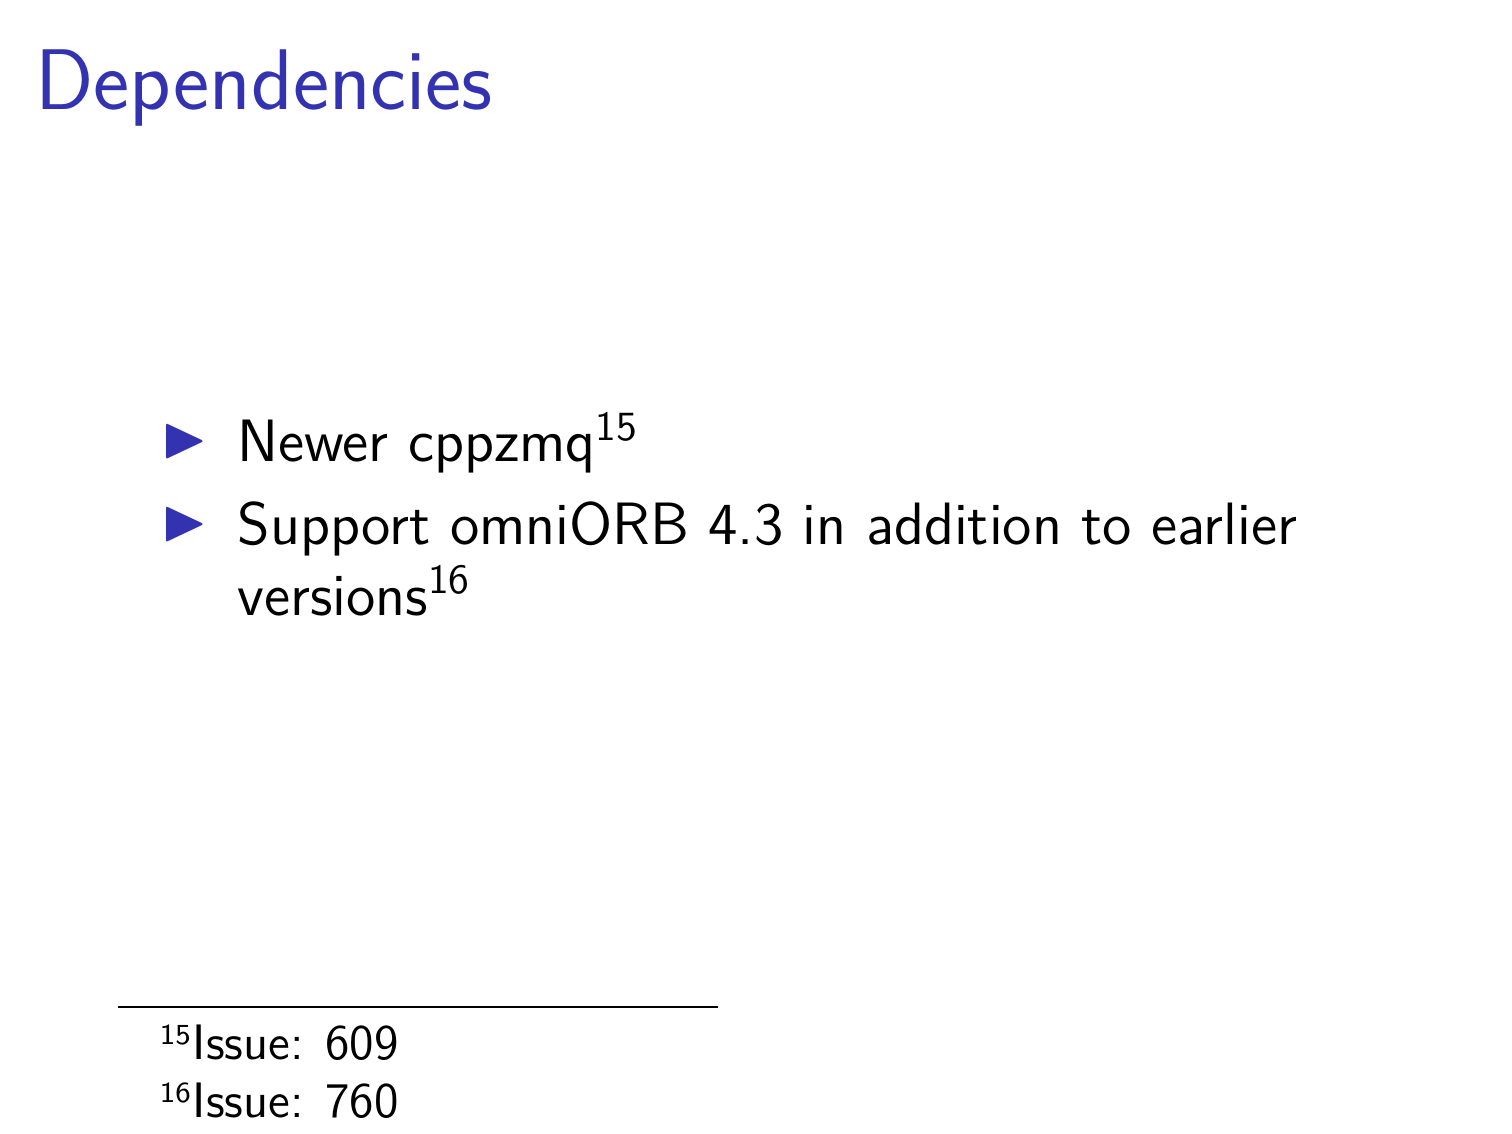 Dependencies
▶ Newer cppzmq¹⁵
▶ Support omniORB 4.3 in addition to earlier
versions¹⁶
¹⁵Issue: 609
¹⁶Issue: 760